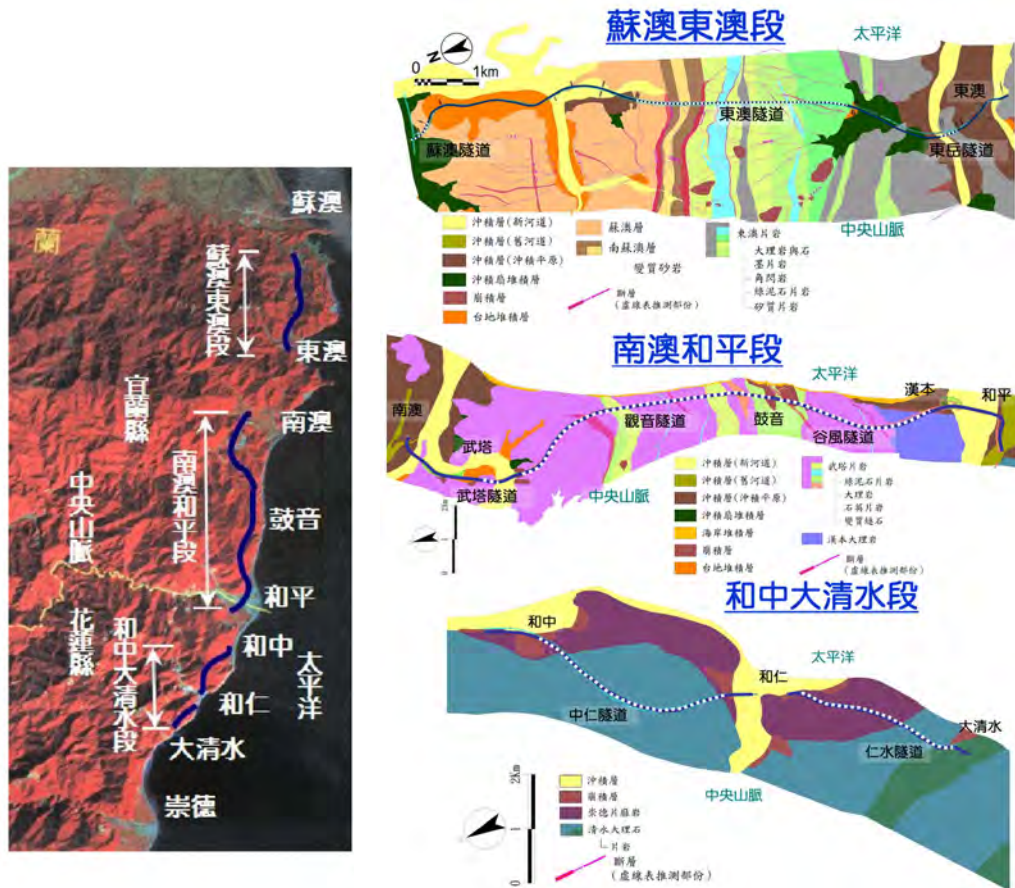 蘇澳
蘭
蘇澳東澳段
東澳
宜蘭縣
南澳
南澳和平段
中央山脈
鼓音
和平
花蓮縣
和中大清水段
和中
太平洋
和仁
大清水
崇德
蘇澳東澳段
太平洋
N
0 1km
東澳
東澳隧道
蘇澳隧道
東岳隧道
中央山脈
沖積層(新河道)
沖積層(舊河道)
沖積層(沖積平原)
沖積扇堆積層
崩積層
台地堆積層
蘇澳層
南蘇澳層
變質砂岩
斷層
(虛線表推測部份)
東澳片岩
大理岩與石
墨片岩
角閃岩
綠泥石片岩
矽質片岩
南澳和平段
太平洋
漢本
和平
南澳
觀音隧道
鼓音
武塔
谷風隧道
武塔隧道
中央山脈
沖積層(新河道)
沖積層(舊河道)
沖積層(沖積平原)
沖積扇堆積層
海岸堆積層
崩積層
台地堆積層
武塔片岩
綠泥石片岩
大理岩
石英片岩
變質燧石
漢本大理岩
斷層
(虛線表推測部份)
和中大清水段
和中
太平洋
和仁
大清水
中仁隧道
仁水隧道
中央山脈
2Km
1
0
沖積層
崩積層
崇德片麻岩
清水大理石
片岩
斷層
(虛線表推測部份)